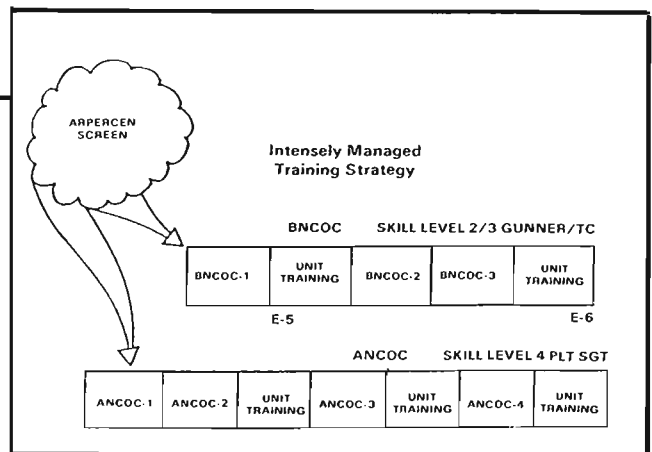 ARPERCEN
SCREEN
Intensely Managed
Training Strategy
BNCOC SKILL LEVEL 2/3 GUNNER/TC
BNCOC-1 UNIT TRAINING BNCOC-2 BNCOC-3 UNIT TRAINING
E-5 E-6
ANCOC SKILL LEVEL 4 PLT SGT
ANCOC-1 ANCOC-2 UNIT TRAINING ANCOC-3 UNIT TRAINING ANCOC-4 UNIT TRAINING